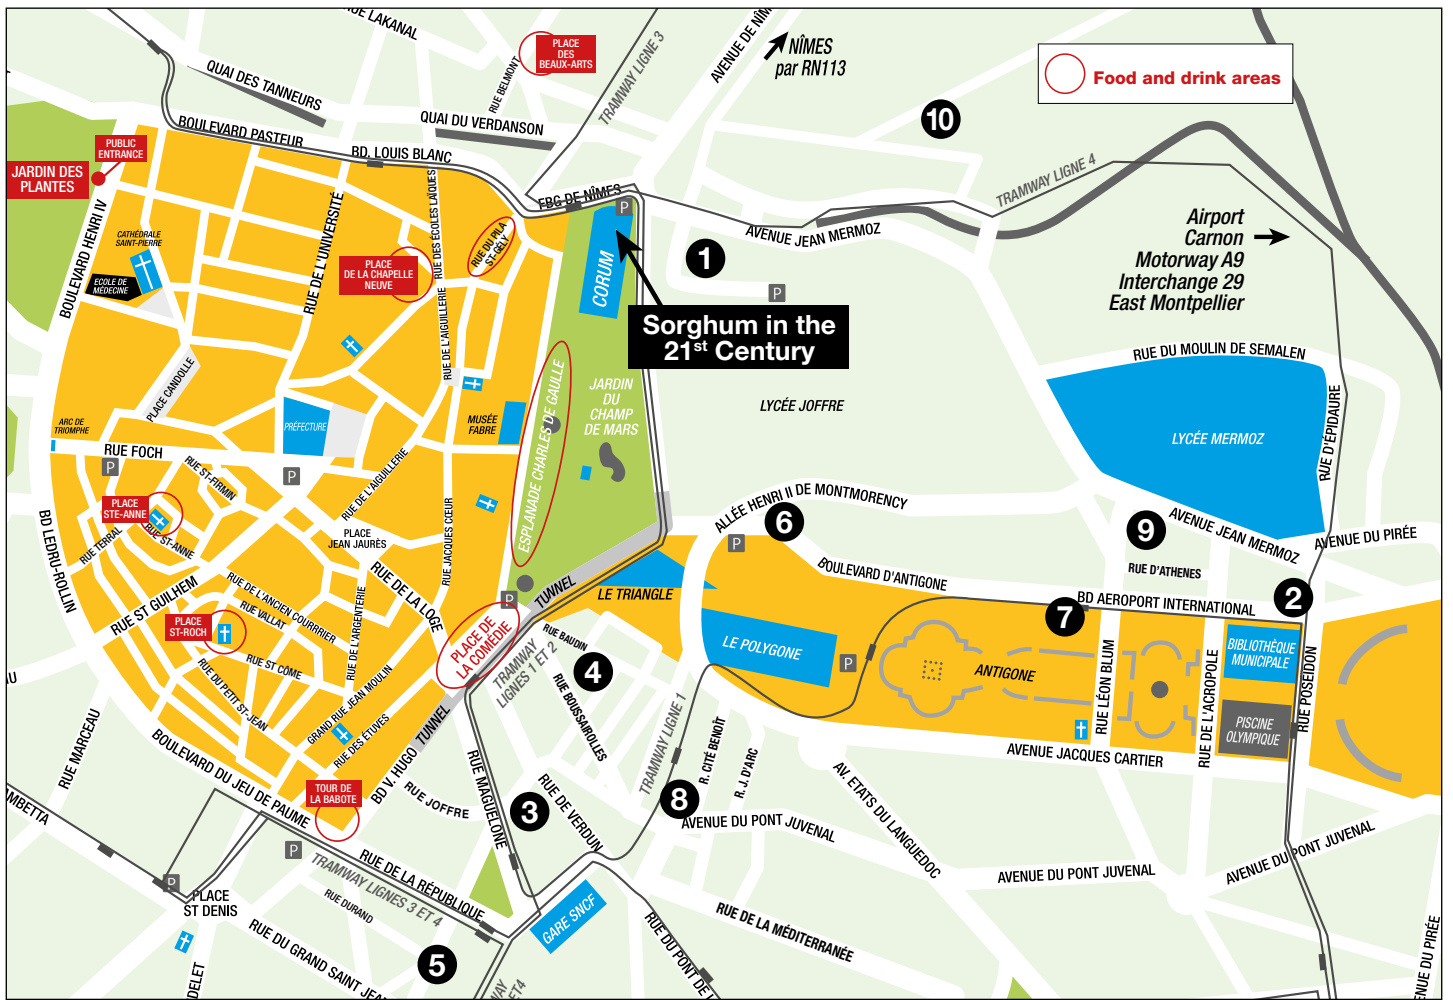 RUE LAKANAL
PLACE
DES
BEAUX-ARTS
RUE BELMONT
TRAMWAY LIGNE 3
AVENUE DE NÎMES
NÎMES
par RN113
Food and drink areas
QUAI DES TANNEURS
QUAI DU VERDANSON
BOULEVARD PASTEUR
BD. LOUIS BLANC
10
PUBLIC
ENTRANCE
JARDIN DES
PLANTES
TRAMWAY LIGNE 4
FBG DE NÎMES
P
AVENUE JEAN MERMOZ
Airport
Carnon
Motorway A9
Interchange 29
East Montpellier
BOULEVARD HENRI IV
CATHÉDRALE
SAINT-PIERRE
ECOLE DE
MÉDECINE
RUE DE L'UNIVERSITÉ
RUE DES ÉCOLES LAÏQUES
RUE DU PILA
ST-GÉLY
PLACE
DE LA CHAPELLE
NEUVE
CORUM
1
P
Sorghum in the
21st Century
RUE DE L'AIGUILLERIE
RUE DU MOULIN DE SEMALEN
PLACE CANDOLLE
ARC DE
TRIOMPHE
PRÉFECTURE
MUSÉE
FABRE
ESPLANADE CHARLES DE GAULLE
JARDIN
DU
CHAMP
DE MARS
LYCÉE JOFFRE
LYCÉE MERMOZ
RUE D'ÉPIDAURE
RUE FOCH
P
P
RUE ST-FIRMIN
RUE DE L'AIGUILLERIE
RUE JACQUES CŒUR
PLACE
STE-ANNE
RUE ST-ANNE
RUE TERRAL
BD LEDRU-ROLLIN
PLACE
JEAN JAURÈS
ALLÉE HENRI II DE MONTMORENCY
6
P
9
AVENUE JEAN MERMOZ
AVENUE DU PIRÉE
RUE D'ATHENES
BOULEVARD D'ANTIGONE
BD AEROPORT INTERNATIONAL
2
7
RUE ST GUILHEM
RUE DE L'ANCIEN COURRRIER
RUE VALLAT
RUE DE LA LOGE
RUE DE L'ARGENTERIE
P
TUNNEL
LE TRIANGLE
PLACE
ST-ROCH
RUE ST CÔME
PLACE DE
LA COMÉDIE
RUE BAUDIN
TRAMWAY
LIGNES 1 ET 2
4
LE POLYGONE
P
ANTIGONE
RUE LÉON BLUM
RUE DE L'ACROPOLE
BIBLIOTHÈQUE
MUNICIPALE
PISCINE
OLYMPIQUE
RUE POSEIDON
RUE DU PETIT ST-JEAN
GRAND RUE JEAN MOULIN
RUE DES ÉTUVES
TUNNEL
RUE BOUSSAIROLLES
TRAMWAY LIGNE 1
R. CITÉ BENOÎT
R. J. D'ARC
AVENUE JACQUES CARTIER
RUE MARCEAU
BOULEVARD DU JEU DE PAUME
TOUR DE
LA BABOTE
BD V. HUGO
RUE JOFFRE
RUE MAGUELONE
3
RUE DE VERDUN
8
AVENUE DU PONT JUVENAL
AV. ETATS DU LANGUEDOC
AVENUE DU PONT JUVENAL
AVENUE DU PONT JUVENAL
AMBETTA
P
P
PLACE
ST DENIS
TRAMWAY LIGNES 3 ET 4
RUE DE LA RÉPUBLIQUE
RUE DURAND
GARE SNCF
RUE DE LA MÉDITERRANÉE
RUE DU PONT DE L
RUE DU GRAND SAINT JEA
5
DELET
WAY
ET4
NUE DU PIRÉE